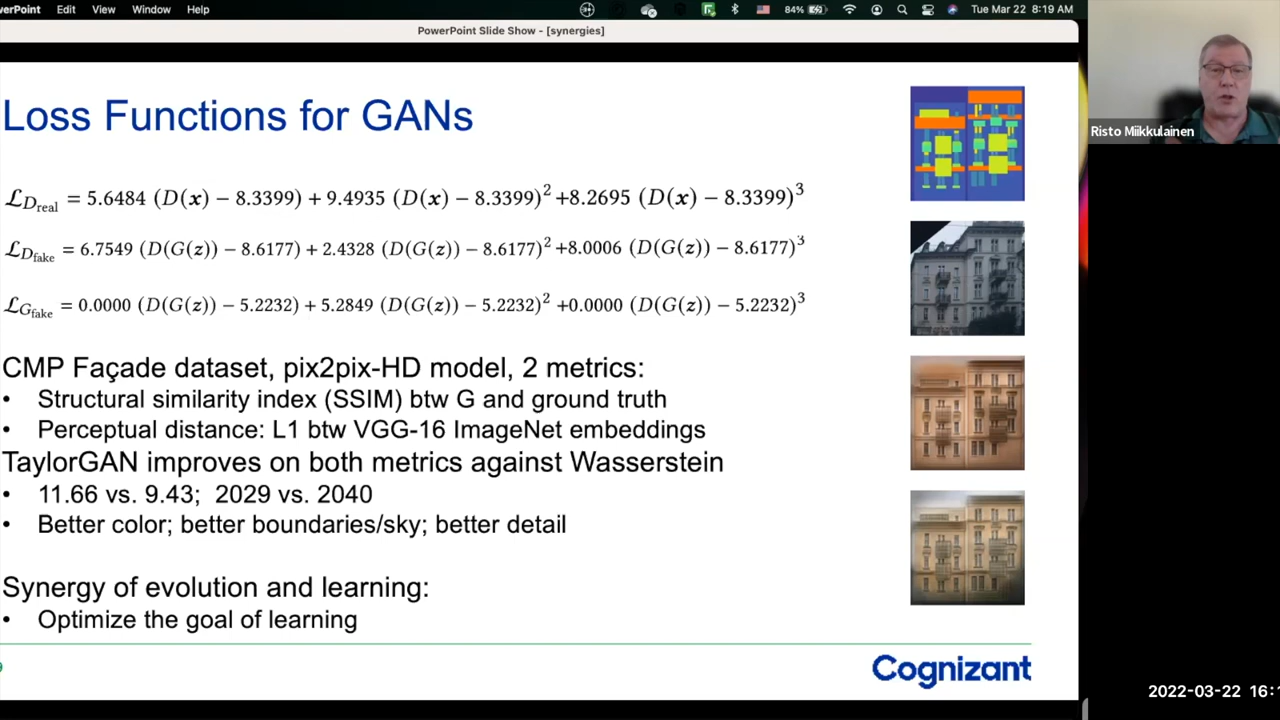 werPoint Edit View Window Help 84% Tue Mar 22 8:19 AM
PowerPoint Slide Show - [synergies]
Loss Functions for GANs
ℒ_D_real = 5.6484 (D(x) − 8.3399) + 9.4935 (D(x) − 8.3399)² +8.2695 (D(x) − 8.3399)³
ℒ_D_fake = 6.7549 (D(G(z)) − 8.6177) + 2.4328 (D(G(z)) − 8.6177)² +8.0006 (D(G(z)) − 8.6177)³
ℒ_G_fake = 0.0000 (D(G(z)) − 5.2232) + 5.2849 (D(G(z)) − 5.2232)² +0.0000 (D(G(z)) − 5.2232)³
CMP Façade dataset, pix2pix-HD model, 2 metrics:
• Structural similarity index (SSIM) btw G and ground truth
• Perceptual distance: L1 btw VGG-16 ImageNet embeddings
TaylorGAN improves on both metrics against Wasserstein
• 11.66 vs. 9.43; 2029 vs. 2040
• Better color; better boundaries/sky; better detail
Synergy of evolution and learning:
• Optimize the goal of learning
Cognizant
Risto Miikkulainen
2022-03-22 16: